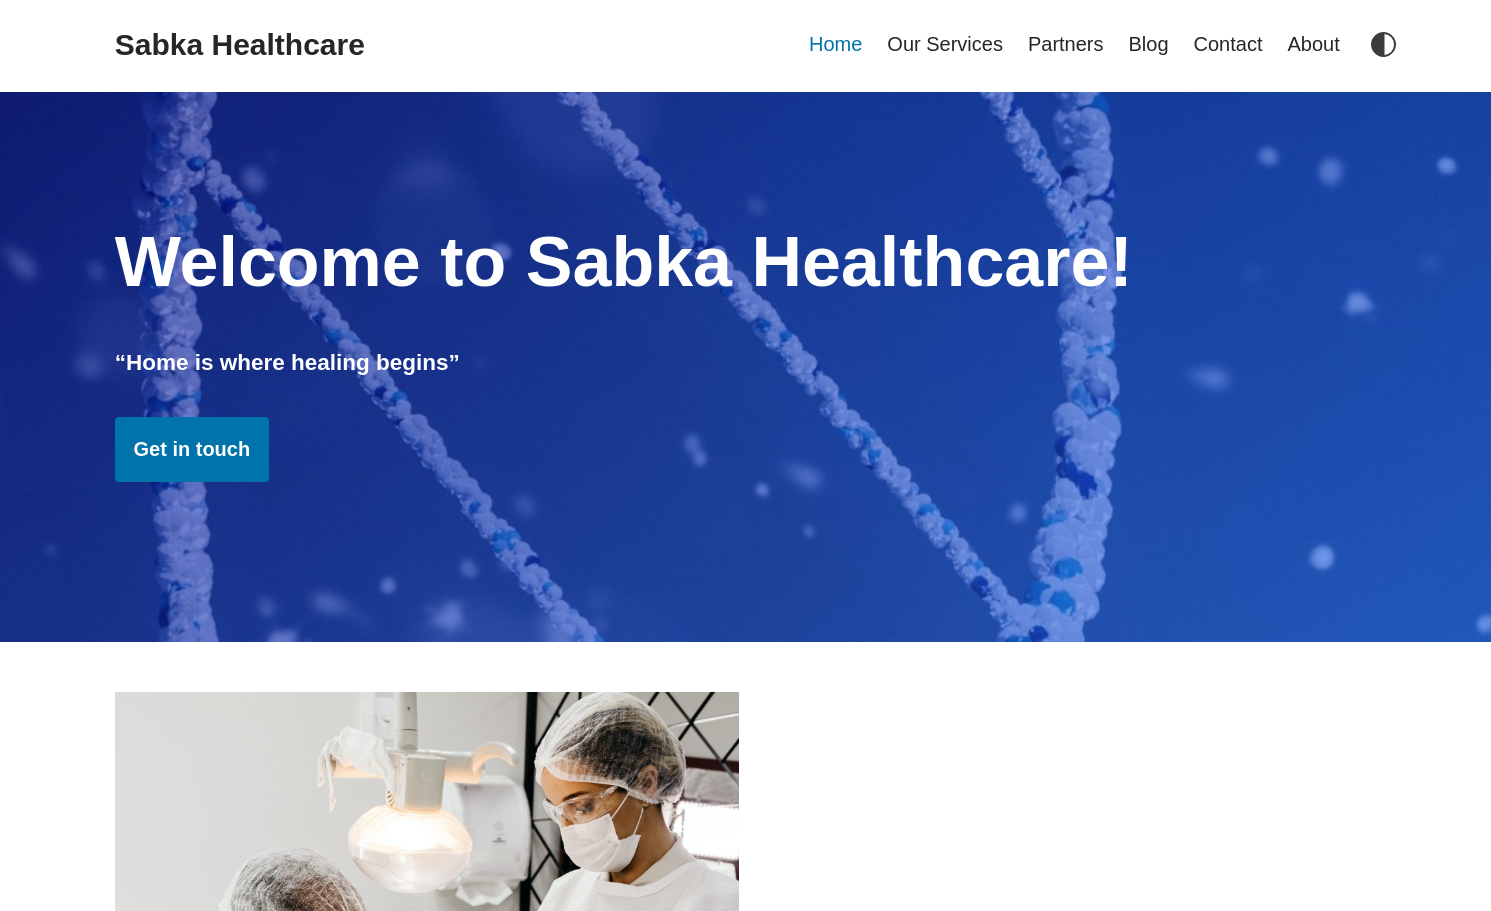 Sabka Healthcare
Home Our Services Partners Blog Contact About
Welcome to Sabka Healthcare!
“Home is where healing begins”
Get in touch